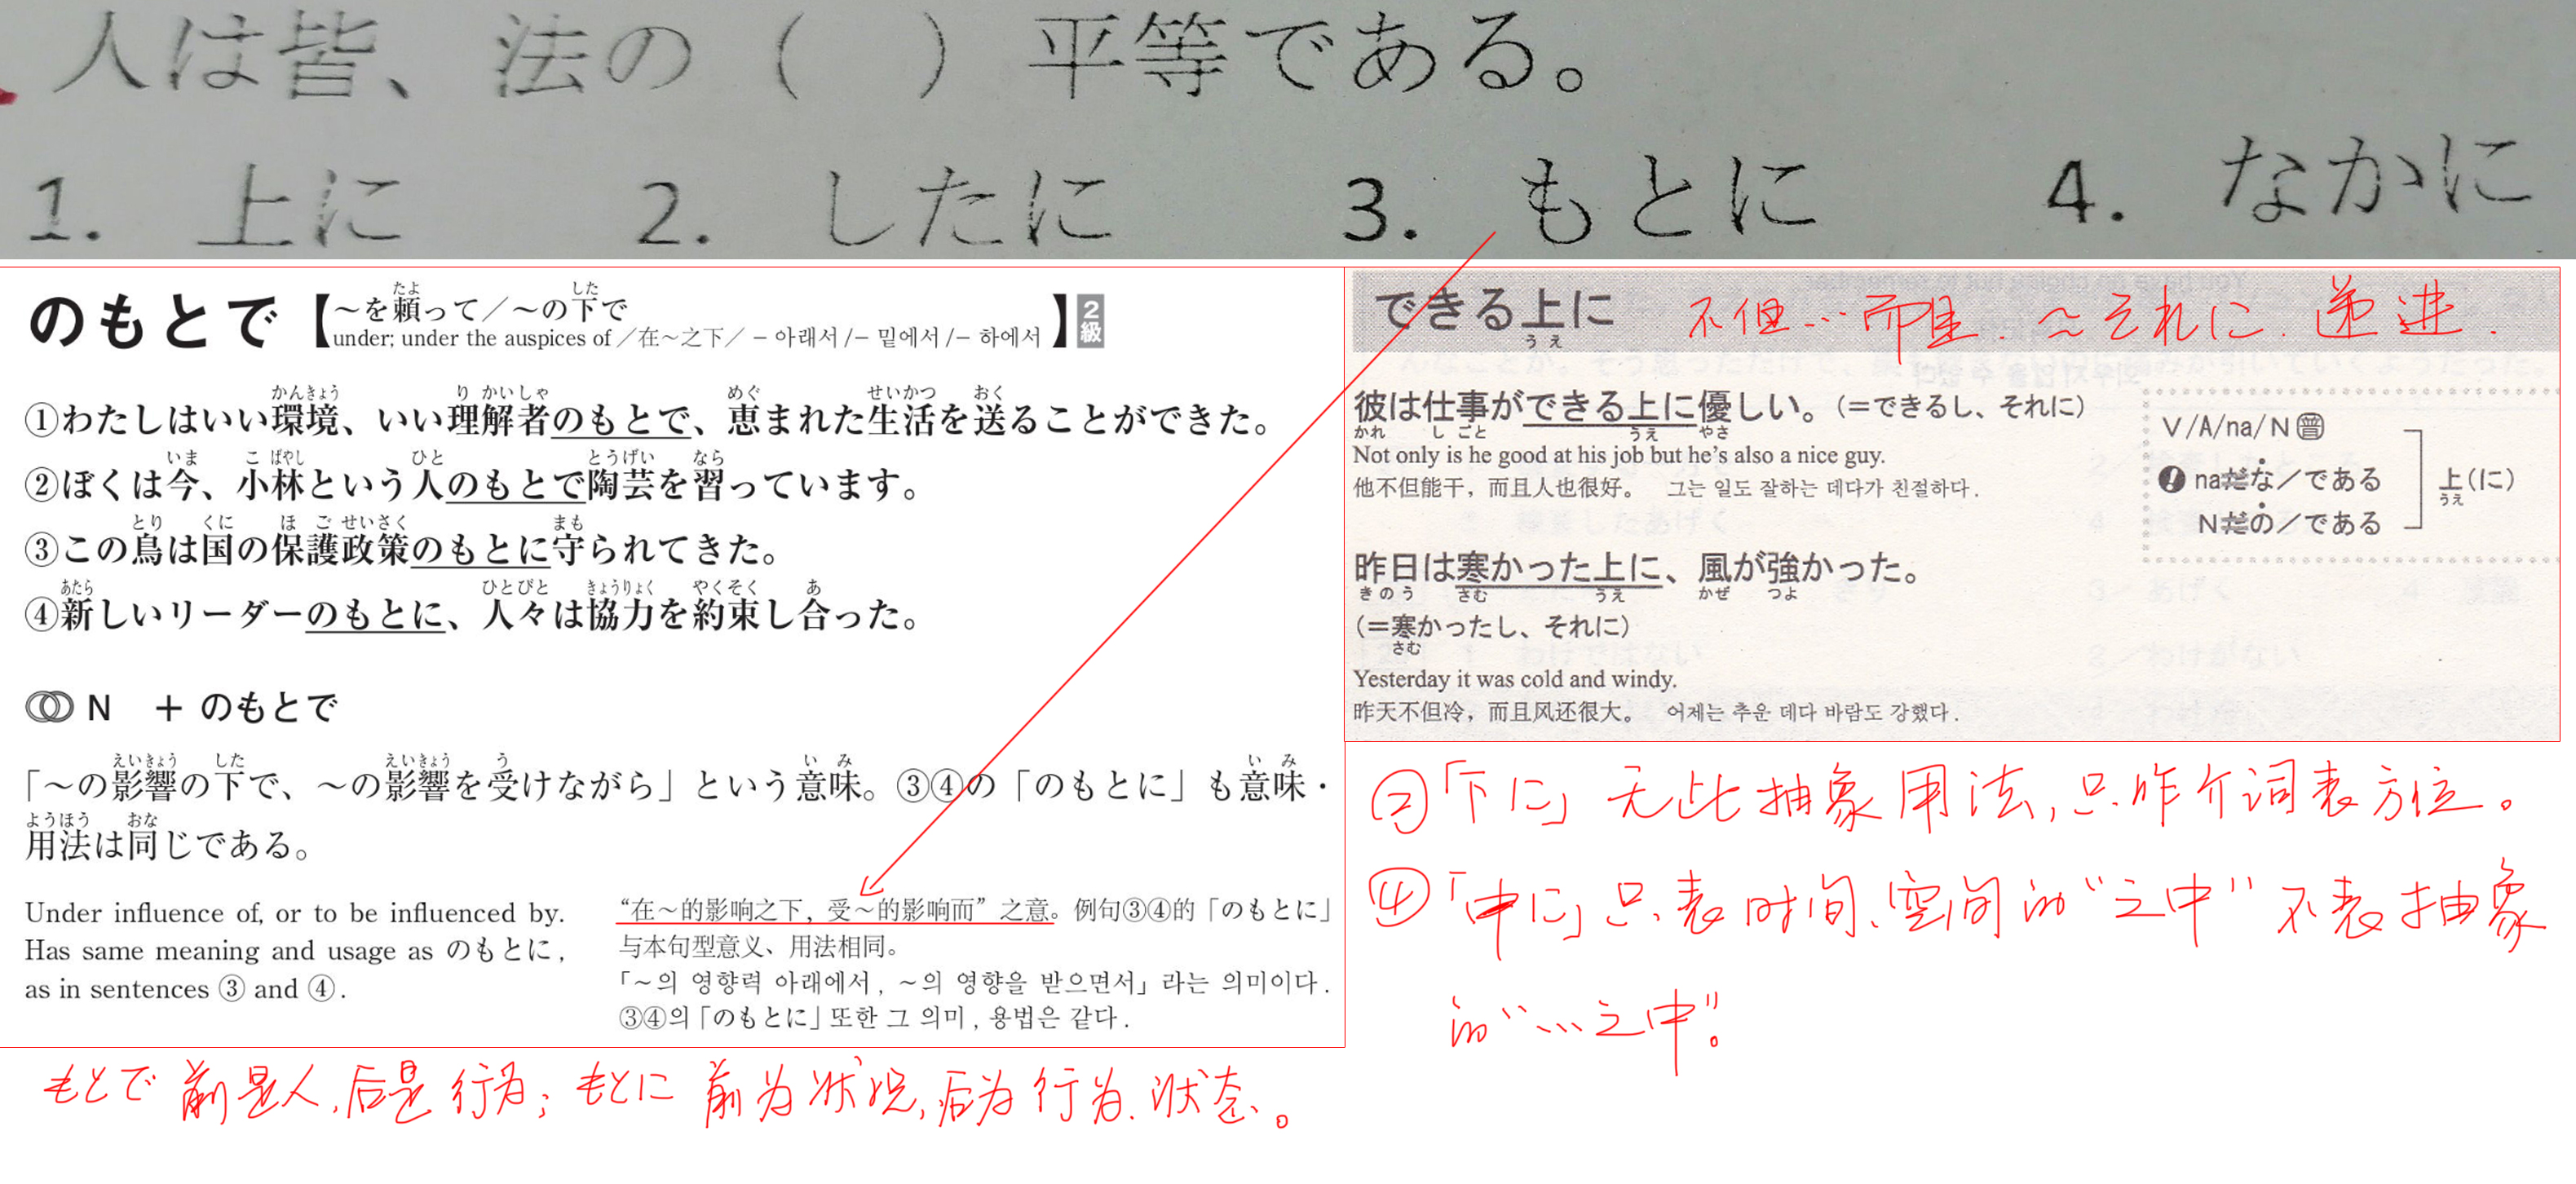 人は皆、法の（　）平等である。
1. 上に　2. したに　3. もとに　4. なかに
のもとで【～を頼って／～の下で
under; under the auspices of／在～之下／－아래서/－밑에서/－하에서】2級
①わたしはいい環境、いい理解者のもとで、恵まれた生活を送ることができた。
②ぼくは今、小林という人のもとで陶芸を習っています。
③この鳥は国の保護政策のもとに守られてきた。
④新しいリーダーのもとに、人々は協力を約束し合った。
N　＋ のもとで
「～の影響の下で、～の影響を受けながら」という意味。③④の「のもとに」も意味・
用法は同じである。
Under influence of, or to be influenced by.
Has same meaning and usage as のもとに,
as in sentences ③ and ④.
“在～的影响之下，受～的影响而”之意。例句③④的「のもとに」
与本句型意义、用法相同。
「～의 영향력 아래에서, ～의 영향을 받으면서」라는 의미이다.
③④의「のもとに」또한 그 의미, 용법은 같다.
もとで 前是人,后是行为; もとに 前为状况,后为行为、状态。
できる上に 不但…而且. ～それに. 递进.
彼は仕事ができる上に優しい。(＝できるし、それに)
Not only is he good at his job but he's also a nice guy.
他不但能干，而且人也很好。　그는 일도 잘하는 데다가 친절하다.
昨日は寒かった上に、風が強かった。
(＝寒かったし、それに)
Yesterday it was cold and windy.
昨天不但冷，而且风还很大。　어제는 추운 데다 바람도 강했다.
V/A/na/N 普
naだな／である
Nだの／である
上(に)
②「下に」无此抽象用法,只作介词表方位。
④「中に」只表时间、空间的“之中”不表抽象
的“…之中”。